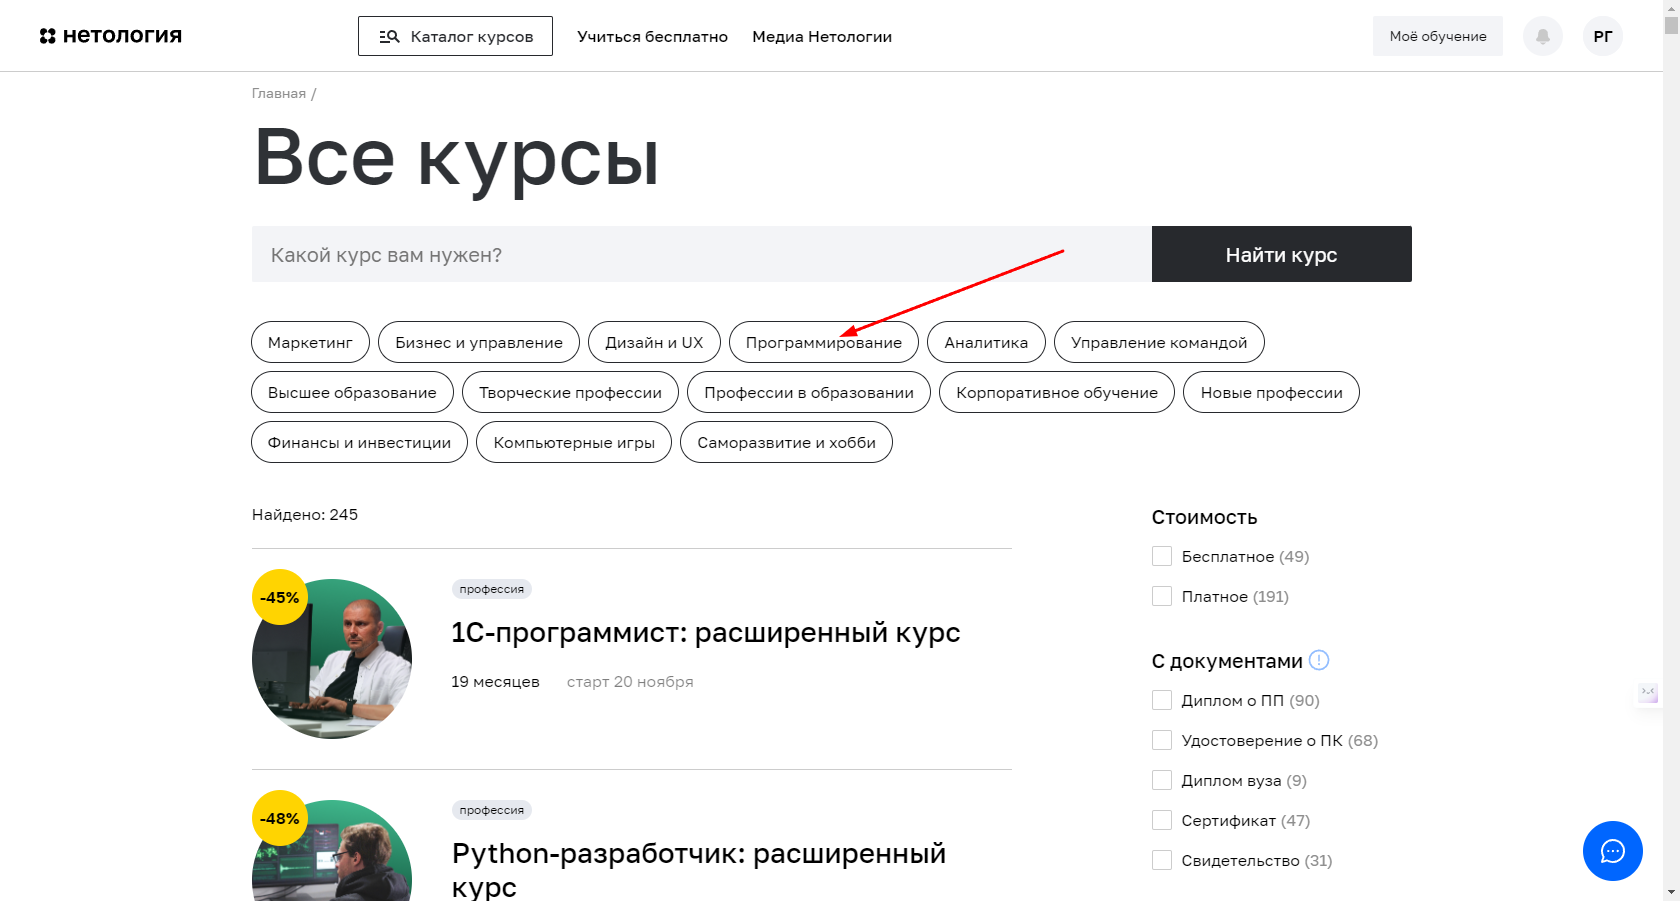 нетология
Каталог курсов
Учиться бесплатно
Медиа Нетологии
Моё обучение
РГ
Главная /
Все курсы
Какой курс вам нужен?
Найти курс
Маркетинг
Бизнес и управление
Дизайн и UX
Программирование
Аналитика
Управление командой
Высшее образование
Творческие профессии
Профессии в образовании
Корпоративное обучение
Новые профессии
Финансы и инвестиции
Компьютерные игры
Саморазвитие и хобби
Найдено: 245
-45%
профессия
1С-программист: расширенный курс
19 месяцев
старт 20 ноября
-48%
профессия
Python-разработчик: расширенный
курс
Стоимость
Бесплатное (49)
Платное (191)
С документами
Диплом о ПП (90)
Удостоверение о ПК (68)
Диплом вуза (9)
Сертификат (47)
Свидетельство (31)